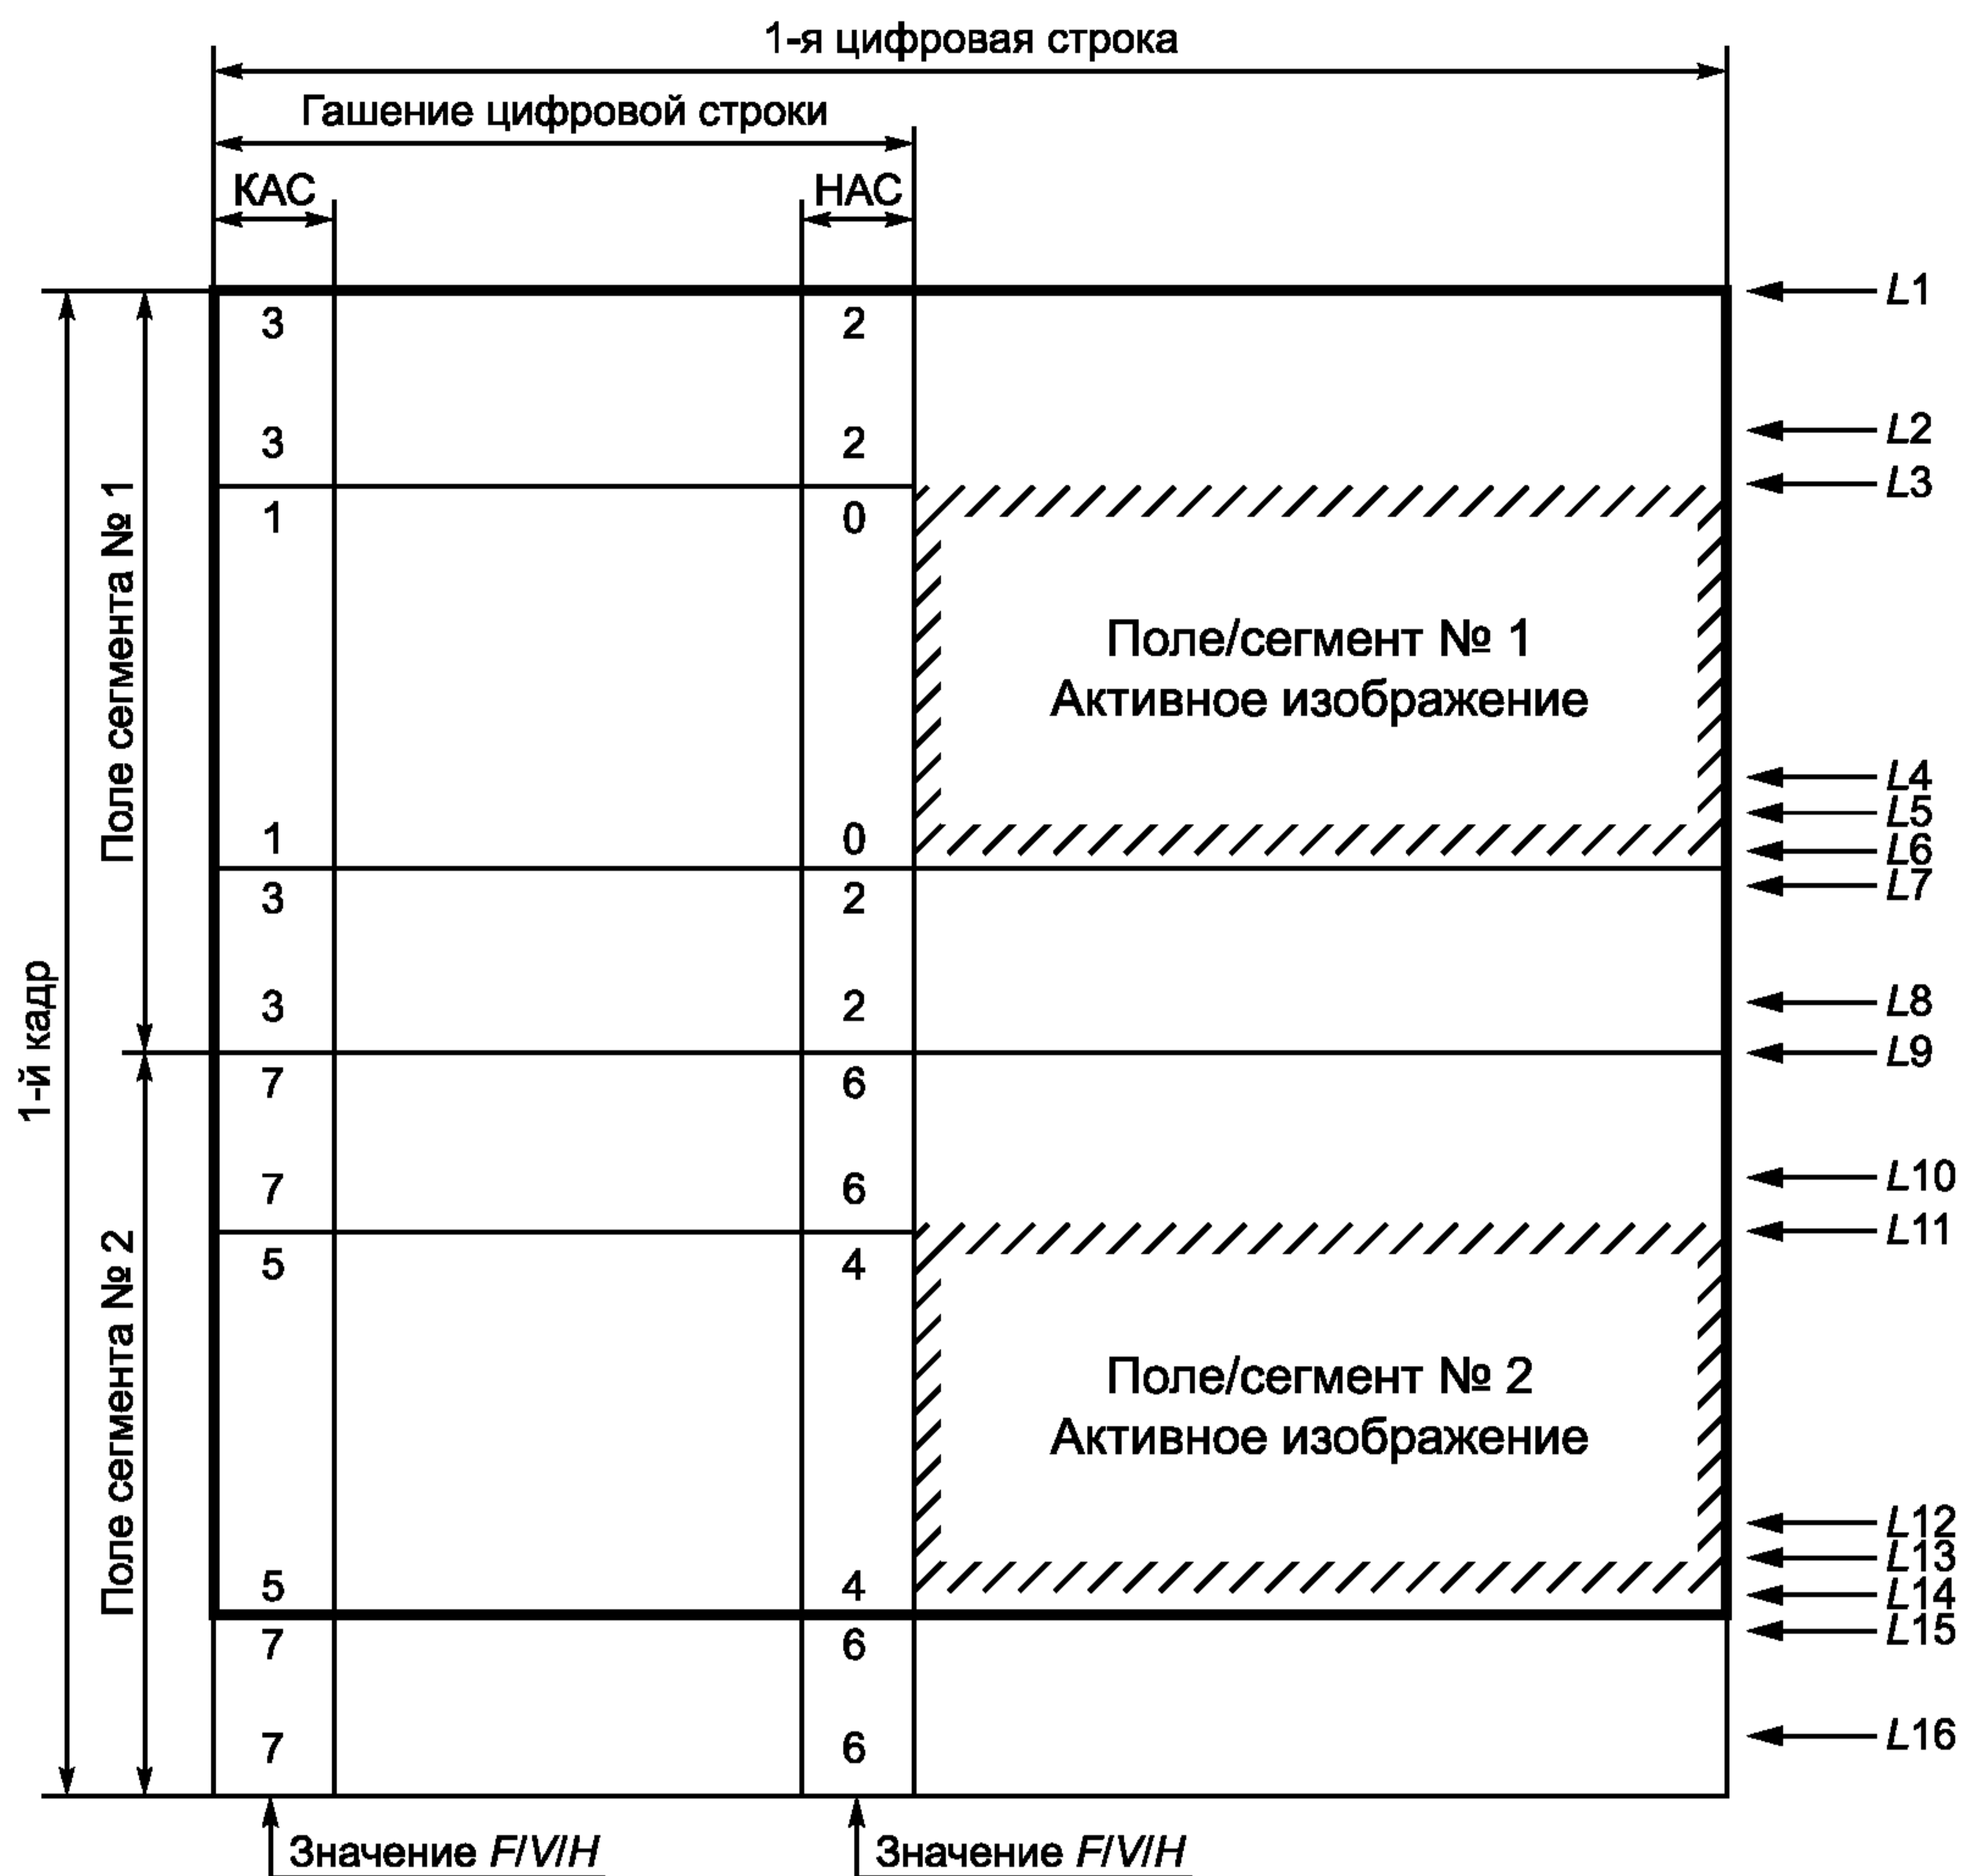 1-я цифровая строка
Гашение цифровой строки
КАС
НАС
L1
3
2
3
2
L2
L3
1
0
Поле сегмента № 1
Поле/сегмент № 1
Активное изображение
L4
L5
1
0
L6
3
2
L7
1-й кадр
3
2
L8
L9
7
6
7
6
L10
L11
5
4
Поле сегмента № 2
Поле/сегмент № 2
Активное изображение
L12
L13
5
4
L14
7
6
L15
7
6
L16
Значение F/V/H
Значение F/V/H